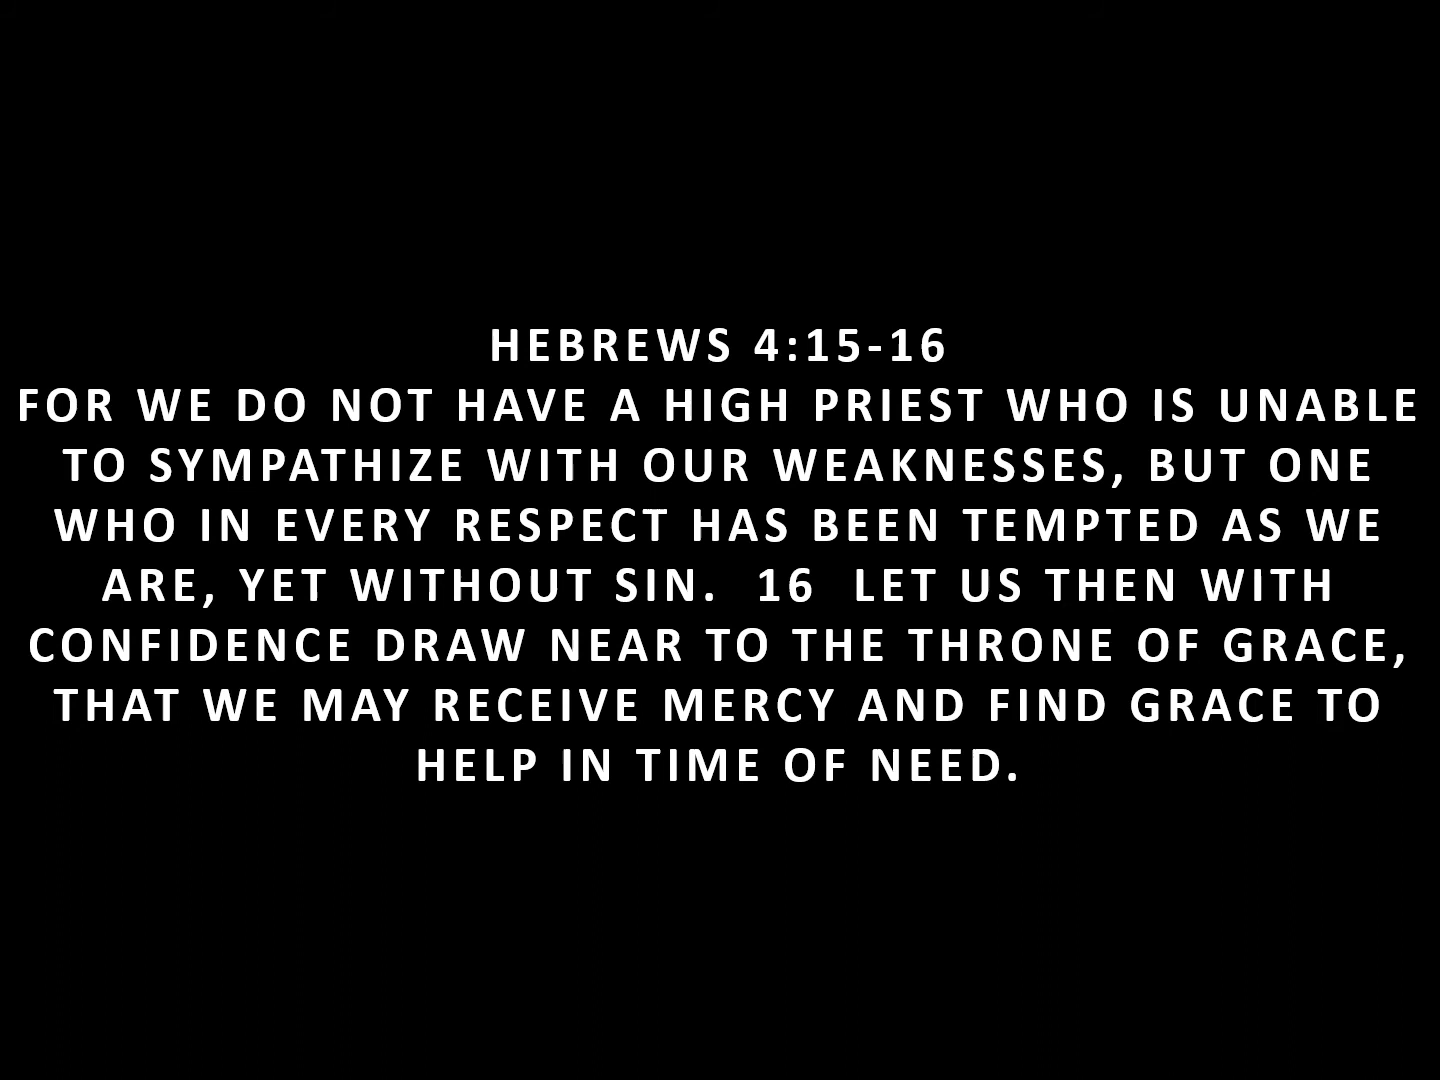 HEBREWS 4:15-16
FOR WE DO NOT HAVE A HIGH PRIEST WHO IS UNABLE
TO SYMPATHIZE WITH OUR WEAKNESSES, BUT ONE
WHO IN EVERY RESPECT HAS BEEN TEMPTED AS WE
ARE, YET WITHOUT SIN.  16  LET US THEN WITH
CONFIDENCE DRAW NEAR TO THE THRONE OF GRACE,
THAT WE MAY RECEIVE MERCY AND FIND GRACE TO
HELP IN TIME OF NEED.